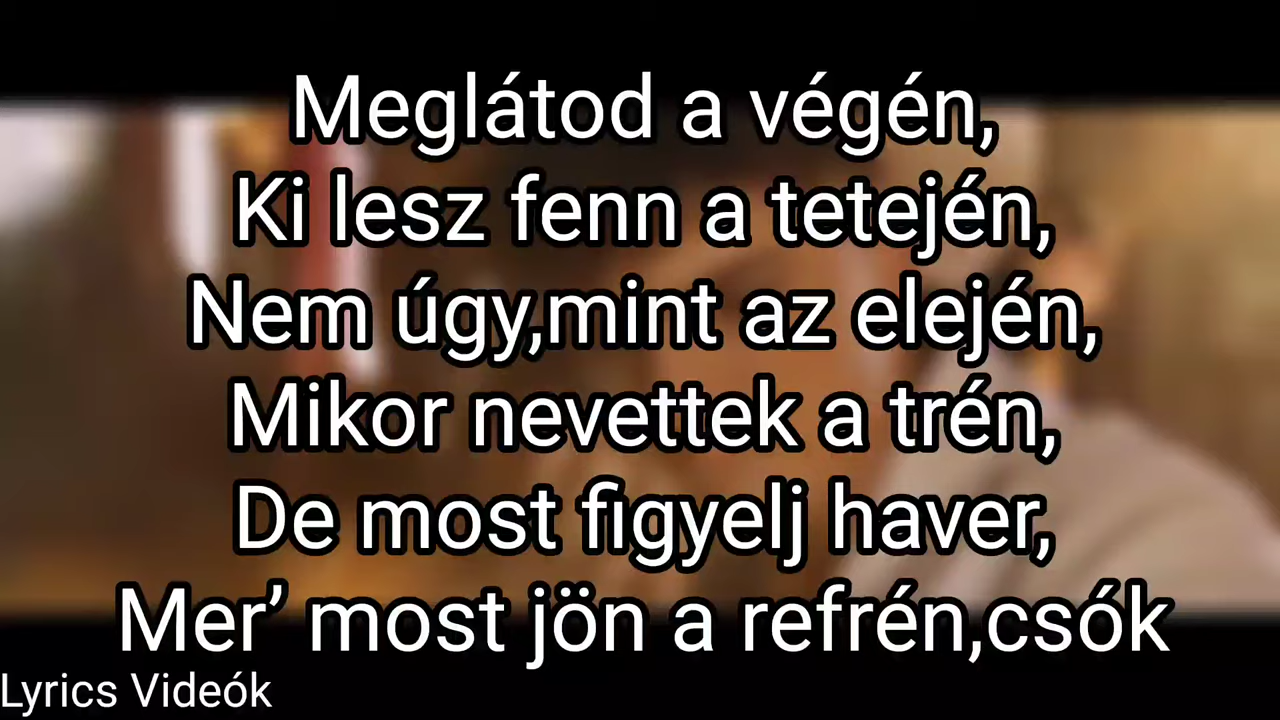 Meglátod a végén,
Ki lesz fenn a tetején,
Nem úgy,mint az elején,
Mikor nevettek a trén,
De most figyelj haver,
Mer’ most jön a refrén,csók
Lyrics Videók